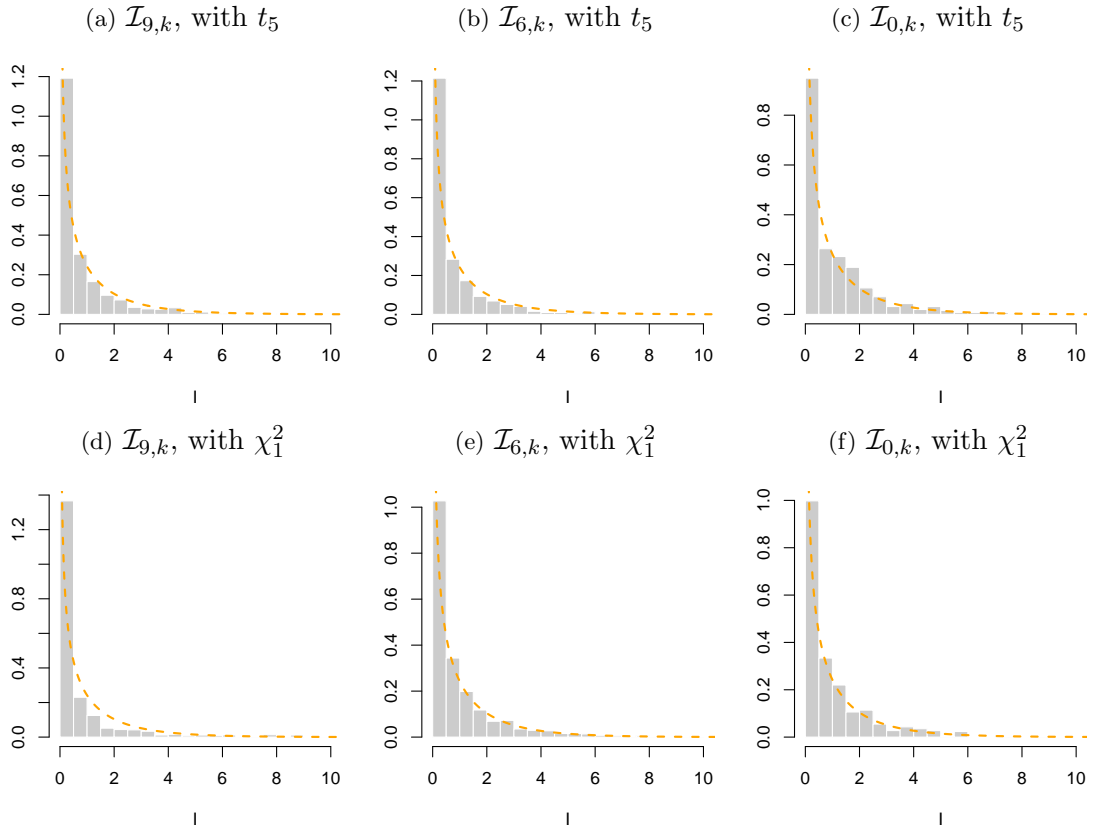 (a) I₉,ₖ, with t₅
(b) I₆,ₖ, with t₅
(c) I₀,ₖ, with t₅
0.0 0.2 0.4 0.6 0.8 1.0 1.2
0 2 4 6 8 10
I
0.0 0.2 0.4 0.6 0.8 1.0 1.2
0 2 4 6 8 10
I
0.0 0.2 0.4 0.6 0.8
0 2 4 6 8 10
I
(d) I₉,ₖ, with χ²₁
(e) I₆,ₖ, with χ²₁
(f) I₀,ₖ, with χ²₁
0.0 0.4 0.8 1.2
0 2 4 6 8 10
I
0.0 0.2 0.4 0.6 0.8 1.0
0 2 4 6 8 10
I
0.0 0.2 0.4 0.6 0.8 1.0
0 2 4 6 8 10
I